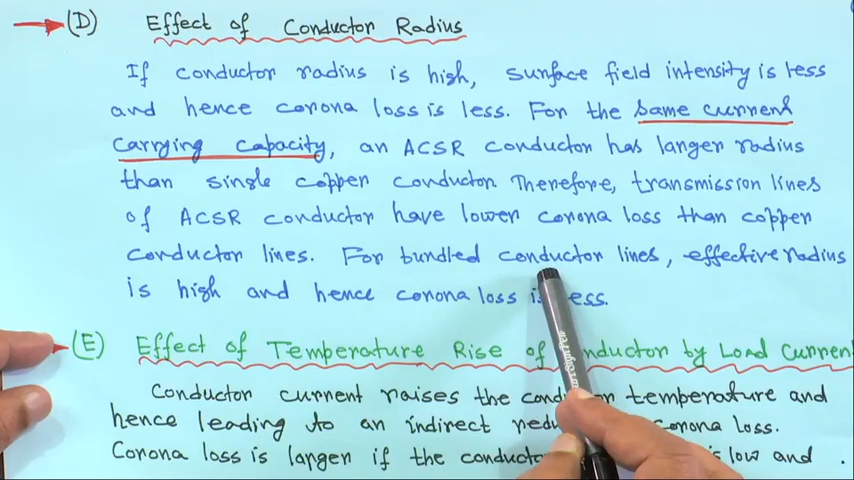 (D) Effect of Conductor Radius
If conductor radius is high, surface field intensity is less
and hence corona loss is less. For the same current
carrying capacity, an ACSR conductor has larger radius
than single copper conductor. Therefore, transmission lines
of ACSR conductor have lower corona loss than copper
conductor lines. For bundled conductor lines, effective radius
is high and hence corona loss is less.
(E) Effect of Temperature Rise of Conductor by Load Current
Conductor current raises the temperature and
hence leading to an indirect corona loss.
Corona loss is larger if the is low and